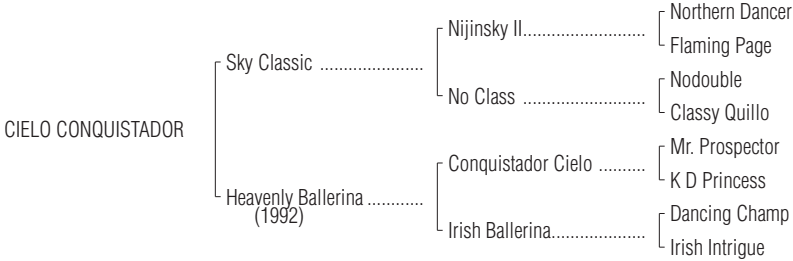 Northern Dancer
Nijinsky II..........................
Flaming Page
Sky Classic ......................
Nodouble
No Class ..........................
Classy Quillo
CIELO CONQUISTADOR
Mr. Prospector
Conquistador Cielo ..........
K D Princess
Heavenly Ballerina ............
(1992)
Dancing Champ
Irish Ballerina....................
Irish Intrigue